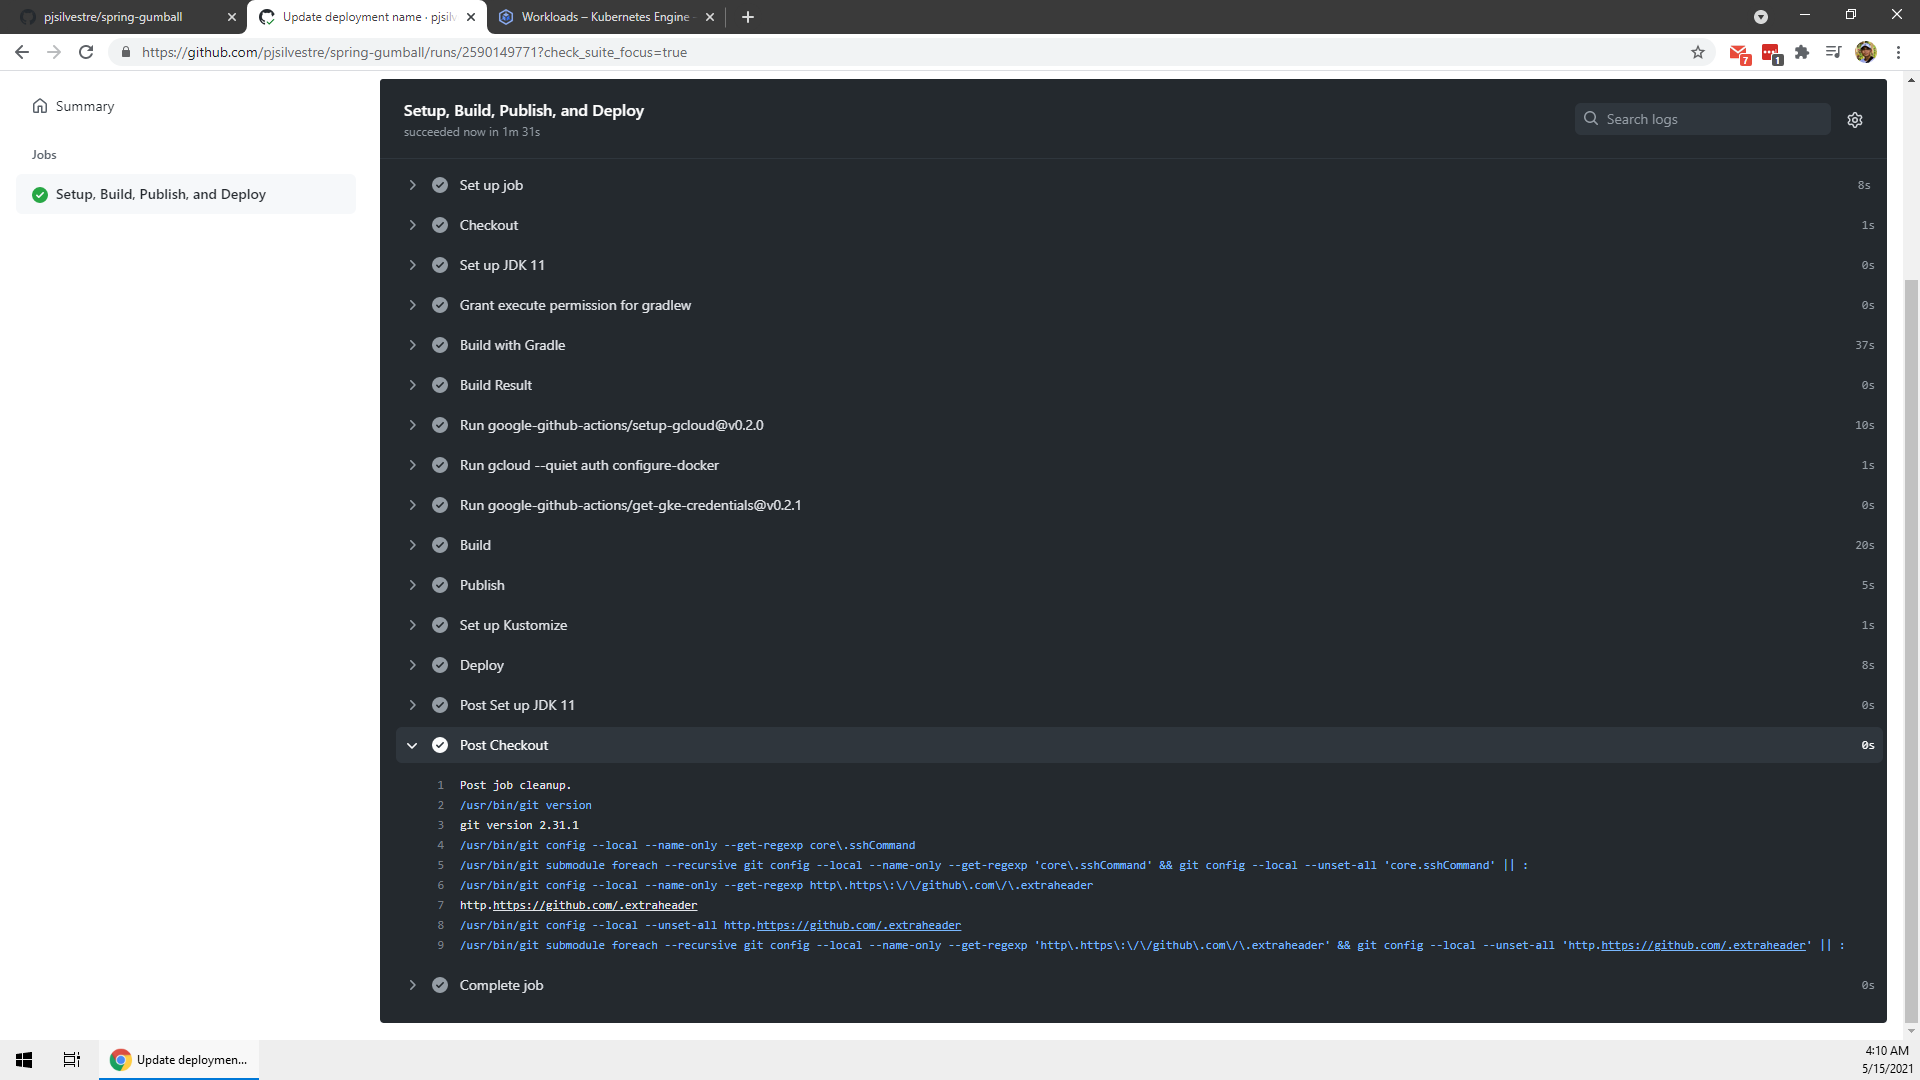 pjsilvestre/spring-gumball
Update deployment name · pjsilv
Workloads – Kubernetes Engine
https://github.com/pjsilvestre/spring-gumball/runs/2590149771?check_suite_focus=true
7
1
Summary
Jobs
Setup, Build, Publish, and Deploy
Setup, Build, Publish, and Deploy
succeeded now in 1m 31s
Search logs
Set up job 8s
Checkout 1s
Set up JDK 11 0s
Grant execute permission for gradlew 0s
Build with Gradle 37s
Build Result 0s
Run google-github-actions/setup-gcloud@v0.2.0 10s
Run gcloud --quiet auth configure-docker 1s
Run google-github-actions/get-gke-credentials@v0.2.1 0s
Build 20s
Publish 5s
Set up Kustomize 1s
Deploy 8s
Post Set up JDK 11 0s
Post Checkout 0s
1 Post job cleanup.
2 /usr/bin/git version
3 git version 2.31.1
4 /usr/bin/git config --local --name-only --get-regexp core\.sshCommand
5 /usr/bin/git submodule foreach --recursive git config --local --name-only --get-regexp 'core\.sshCommand' && git config --local --unset-all 'core.sshCommand' || :
6 /usr/bin/git config --local --name-only --get-regexp http\.https\:\/\/github\.com\/\.extraheader
7 http.https://github.com/.extraheader
8 /usr/bin/git config --local --unset-all http.https://github.com/.extraheader
9 /usr/bin/git submodule foreach --recursive git config --local --name-only --get-regexp 'http\.https\:\/\/github\.com\/\.extraheader' && git config --local --unset-all 'http.https://github.com/.extraheader' || :
Complete job 0s
Update deploymen...
4:10 AM
5/15/2021